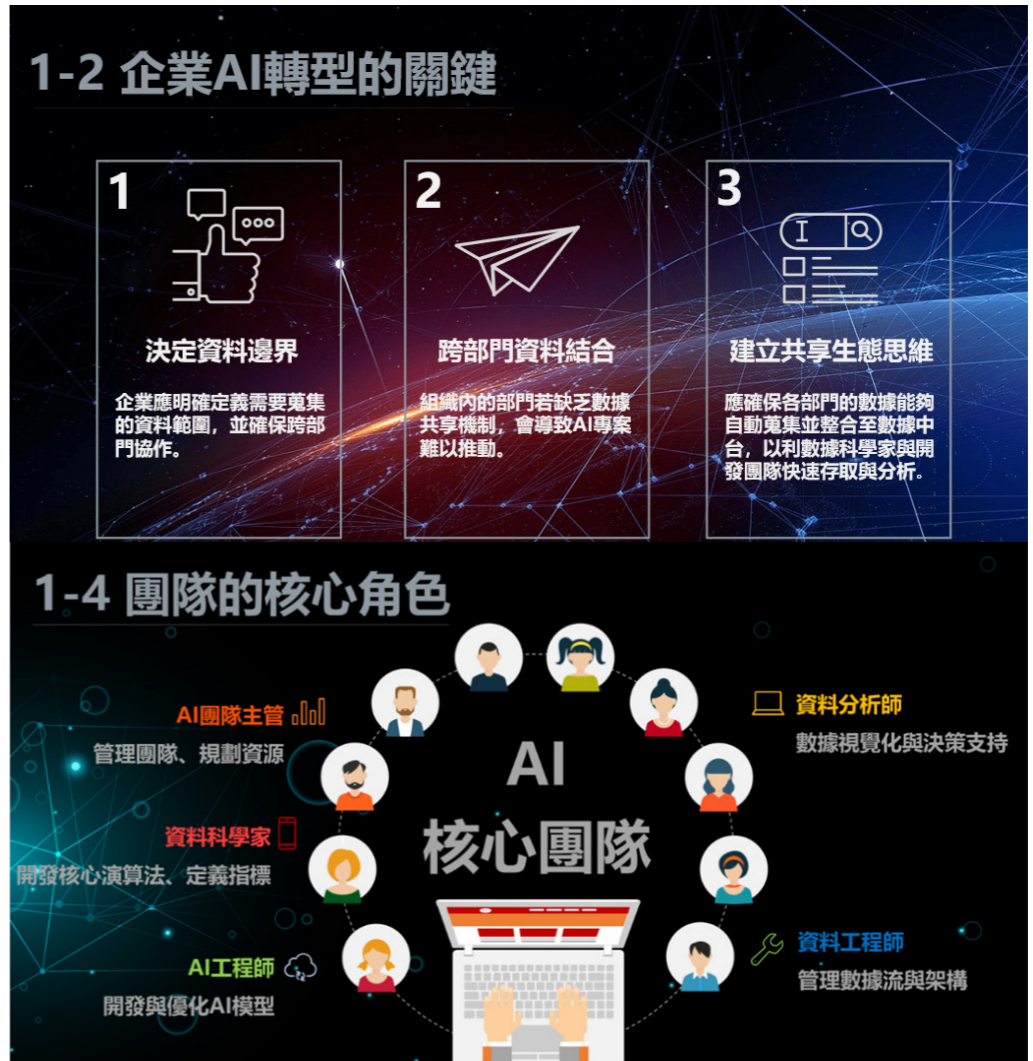 1-2 企業AI轉型的關鍵
1
決定資料邊界
企業應明確定義需要蒐集
的資料範圍，並確保跨部
門協作。
2
跨部門資料結合
組織內的部門若缺乏數據
共享機制，會導致AI專案
難以推動。
3
建立共享生態思維
應確保各部門的數據能夠
自動蒐集並整合至數據中
台，以利數據科學家與開
發團隊快速存取與分析.
1-4 團隊的核心角色
AI團隊主管
管理團隊、規劃資源
資料科學家
開發核心演算法、定義指標
AI工程師
開發與優化AI模型
AI
核心團隊
資料分析師
數據視覺化與決策支持
資料工程師
管理數據流與架構